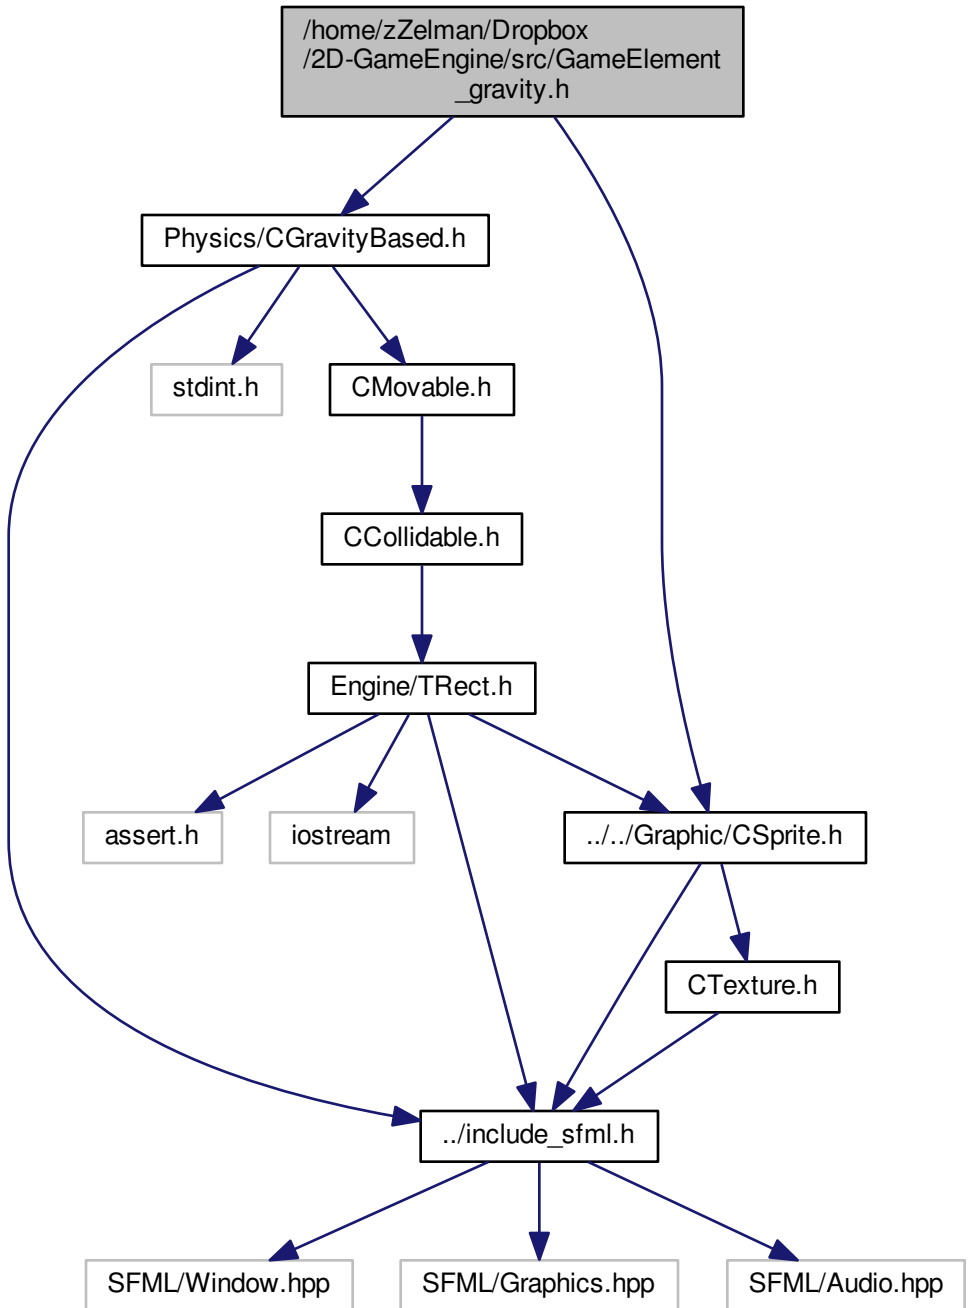 /home/zZelman/Dropbox
/2D-GameEngine/src/GameElement
_gravity.h
Physics/CGravityBased.h
stdint.h
CMovable.h
CCollidable.h
Engine/TRect.h
assert.h
iostream
../../Graphic/CSprite.h
CTexture.h
../include_sfml.h
SFML/Window.hpp
SFML/Graphics.hpp
SFML/Audio.hpp